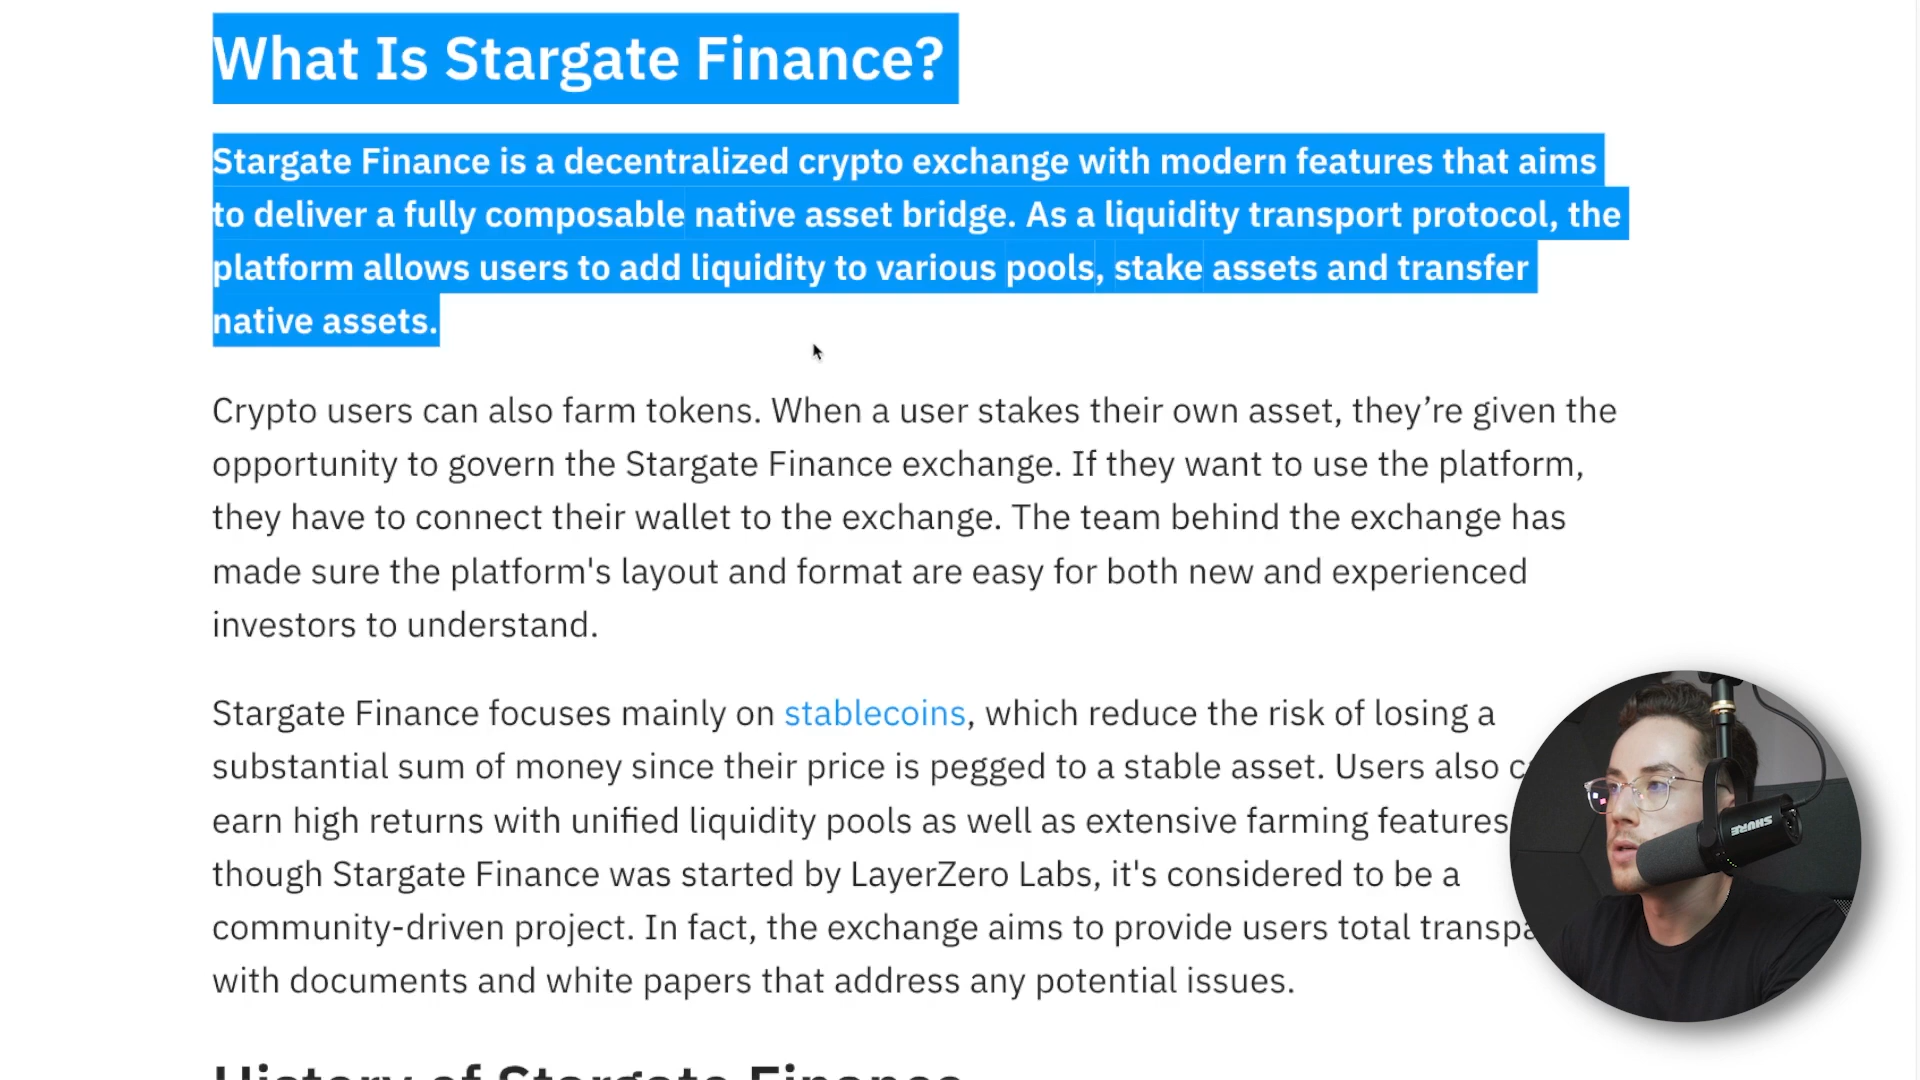 What Is Stargate Finance?
Stargate Finance is a decentralized crypto exchange with modern features that aims
to deliver a fully composable native asset bridge. As a liquidity transport protocol, the
platform allows users to add liquidity to various pools, stake assets and transfer
native assets.
Crypto users can also farm tokens. When a user stakes their own asset, they’re given the
opportunity to govern the Stargate Finance exchange. If they want to use the platform,
they have to connect their wallet to the exchange. The team behind the exchange has
made sure the platform's layout and format are easy for both new and experienced
investors to understand.
Stargate Finance focuses mainly on stablecoins, which reduce the risk of losing a
substantial sum of money since their price is pegged to a stable asset. Users also
earn high returns with unified liquidity pools as well as extensive farming features
though Stargate Finance was started by LayerZero Labs, it's considered to be a
community-driven project. In fact, the exchange aims to provide users total
with documents and white papers that address any potential issues.
SHURE
History of Stargate Finance